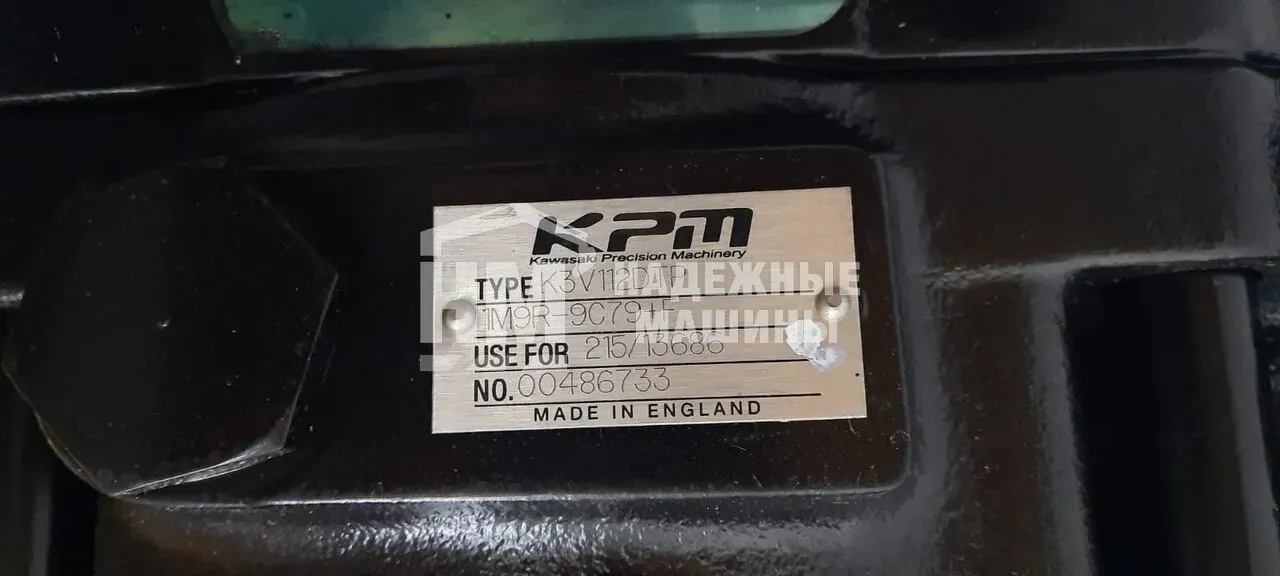 KPM
Kawasaki Precision Machinery
TYPE K3V112DTP
1M9R-9C79+F
USE FOR 215/13686
NO. 00486733
MADE IN ENGLAND
НМ НАДЕЖНЫЕ
МАШИНЫ